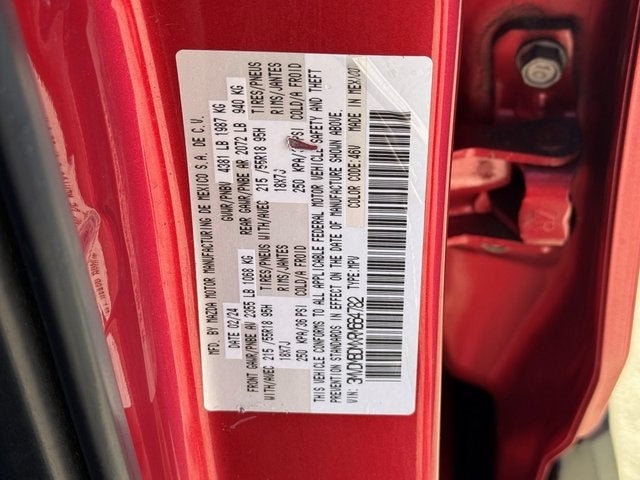 MFD. BY MAZDA MOTOR MANUFACTURING DE MEXICO S.A. DE C.V.
DATE 02/24 GVWR/PNBV 4381 LB 1987 KG
FRONT GAWR/PNBE AV 2355 LB 1068 KG REAR GAWR/PNBE AR 2072 LB 940 KG
WITH/AVEC 215/55R18 95H TIRES/PNEUS WITH/AVEC 215/55R18 95H TIRES/PNEUS
18X7J RIMS/JANTES 18X7J RIMS/JANTES
250 KPA/36 PSI COLD/A FROID 250 KPA/36 PSI COLD/A FROID
THIS VEHICLE CONFORMS TO ALL APPLICABLE FEDERAL MOTOR VEHICLE SAFETY AND THEFT
PREVENTION STANDARDS IN EFFECT ON THE DATE OF MANUFACTURE SHOWN ABOVE.
VIN: TYPE: MPV COLOR CODE: 46V MADE IN MEXICO